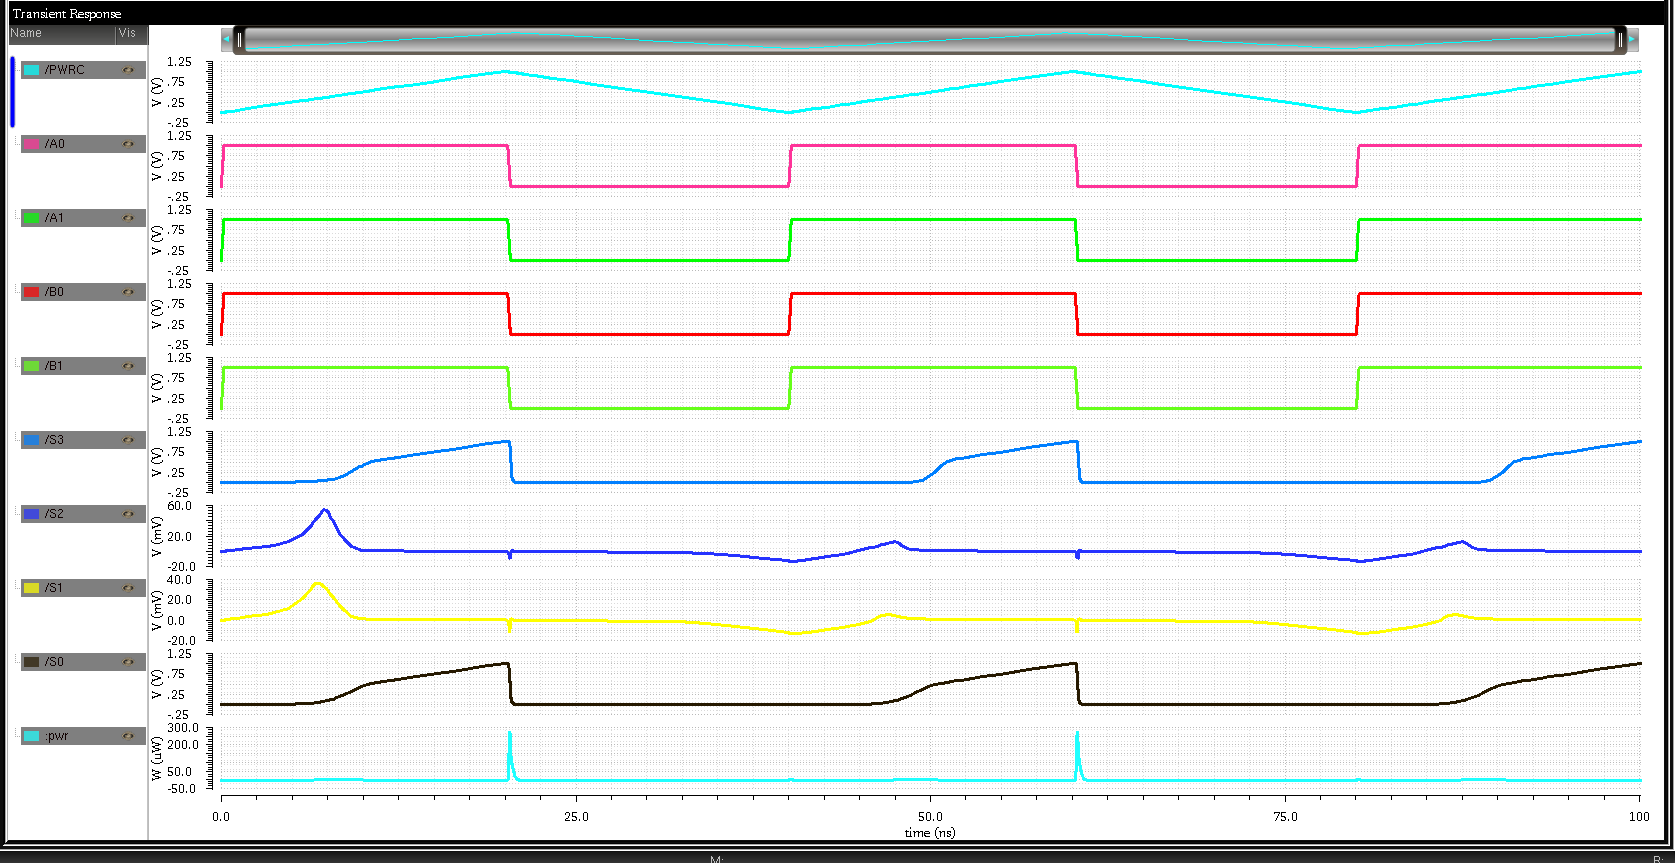 Transient Response
Name Vis
/PWRC
1.25
.75
.25
-.25
V (V)
/A0
1.25
.75
.25
-.25
V (V)
/A1
1.25
.75
.25
-.25
V (V)
/B0
1.25
.75
.25
-.25
V (V)
/B1
1.25
.75
.25
-.25
V (V)
/S3
1.25
.75
.25
-.25
V (V)
/S2
60.0
20.0
-20.0
V (mV)
/S1
40.0
20.0
0.0
-20.0
V (mV)
/S0
1.25
.75
.25
-.25
V (V)
:pwr
300.0
200.0
50.0
-50.0
W (uW)
0.0 25.0 50.0 75.0 100
time (ns)
M:
R: